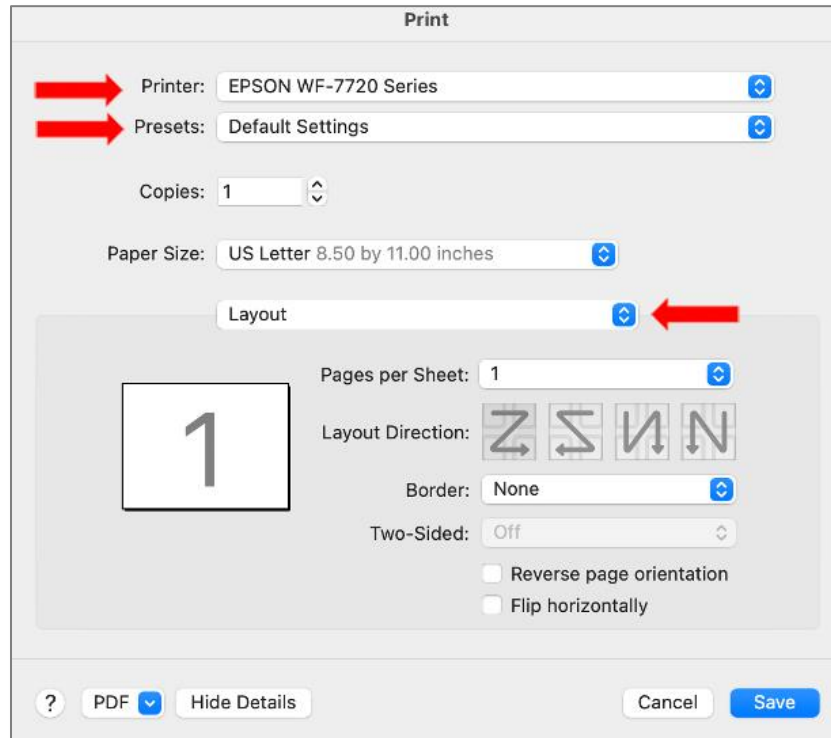 Print
Printer: EPSON WF-7720 Series
Presets: Default Settings
Copies: 1
Paper Size: US Letter 8.50 by 11.00 inches
Layout
Pages per Sheet: 1
1
Layout Direction:
Border: None
Two-Sided: Off
Reverse page orientation
Flip horizontally
? PDF Hide Details Cancel Save